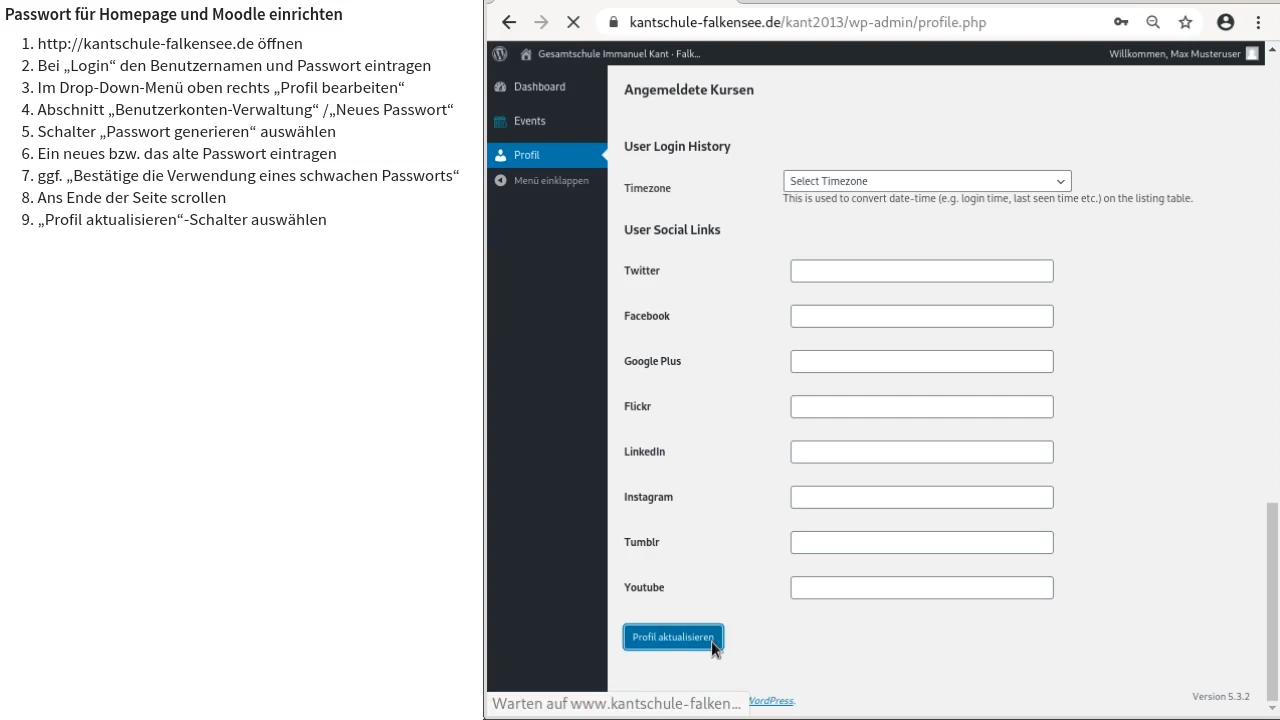 Passwort für Homepage und Moodle einrichten
1. http://kantschule-falkensee.de öffnen
2. Bei „Login“ den Benutzernamen und Passwort eintragen
3. Im Drop-Down-Menü oben rechts „Profil bearbeiten“
4. Abschnitt „Benutzerkonten-Verwaltung“ /„Neues Passwort“
5. Schalter „Passwort generieren“ auswählen
6. Ein neues bzw. das alte Passwort eintragen
7. ggf. „Bestätige die Verwendung eines schwachen Passworts“
8. Ans Ende der Seite scrollen
9. „Profil aktualisieren“-Schalter auswählen
kantschule-falkensee.de/kant2013/wp-admin/profile.php
Gesamtschule Immanuel Kant · Falk...
Willkommen, Max Musteruser
Dashboard
Events
Profil
Menü einklappen
Angemeldete Kursen
User Login History
Timezone
Select Timezone
This is used to convert date-time (e.g. login time, last seen time etc.) on the listing table.
User Social Links
Twitter
Facebook
Google Plus
Flickr
LinkedIn
Instagram
Tumblr
Youtube
Profil aktualisieren
Warten auf www.kantschule-falken...
WordPress.
Version 5.3.2